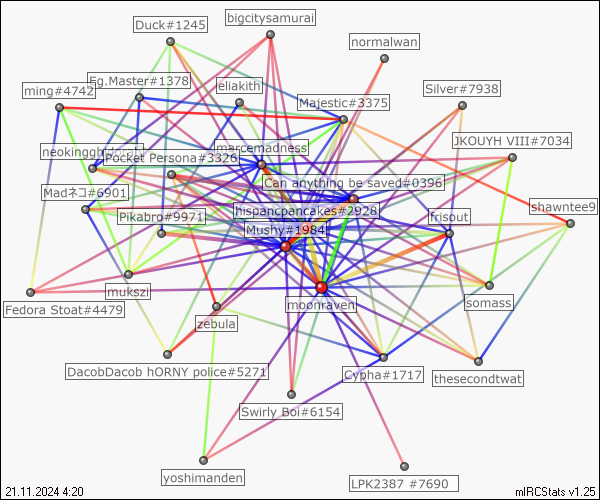 Duck#1245
bigcitysamurai
normalwan
Eg.Master#1378
ming#4742
eliakith
Majestic#3375
Silver#7938
marcemadness
JKOUYH VIII#7034
Pocket Persona#3326
Can anything be saved#0396
Madネコ#6901
Pikabro#9971
hispancpancakes#2928
frisout
shawntee9
Mushy#1984
mukszi
moonraven
somass
Fedora Stoat#4479
zebula
DacobDacob hORNY police#5271
Cypha#1717
thesecondtwat
Swirly Boi#6154
yoshimanden
LPK2387 #7690
21.11.2024 4:20
mIRCStats v1.25